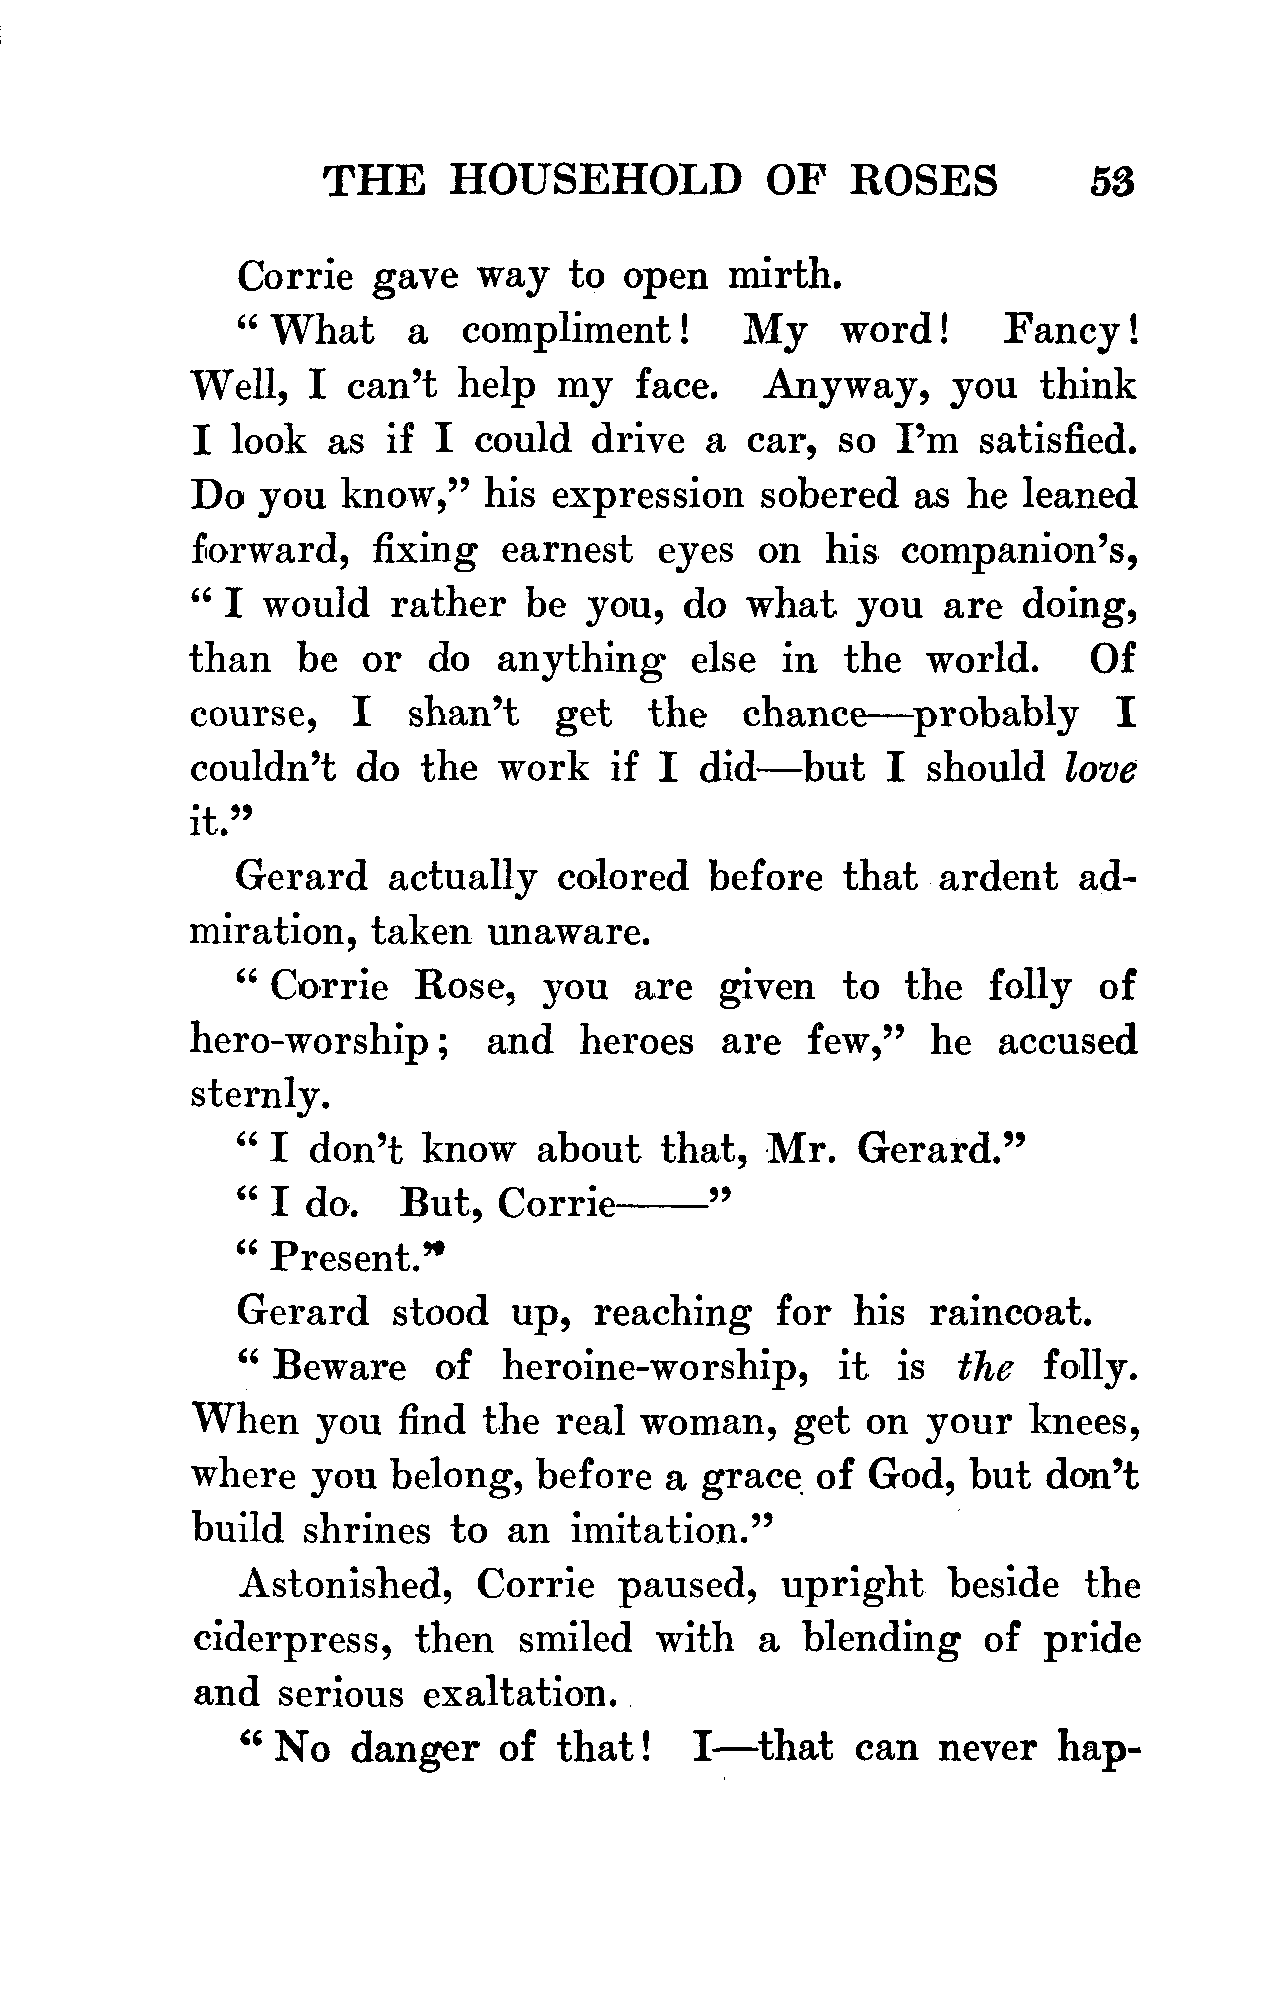 THE HOUSEHOLD OF ROSES 53
Corrie gave way to open mirth.
“ What a compliment! My word! Fancy!
Well, I can’t help my face. Anyway, you think
I look as if I could drive a car, so I’m satisfied.
Do you know,” his expression sobered as he leaned
forward, fixing earnest eyes on his companion’s,
“ I would rather be you, do what you are doing,
than be or do anything else in the world. Of
course, I shan’t get the chance—probably I
couldn’t do the work if I did—but I should love
it.”
Gerard actually colored before that ardent ad-
miration, taken unaware.
“ Corrie Rose, you are given to the folly of
hero-worship; and heroes are few,” he accused
sternly.
“ I don’t know about that, Mr. Gerard.”
“ I do. But, Corrie——”
“ Present.”
Gerard stood up, reaching for his raincoat.
“ Beware of heroine-worship, it is the folly.
When you find the real woman, get on your knees,
where you belong, before a grace of God, but don’t
build shrines to an imitation.”
Astonished, Corrie paused, upright beside the
ciderpress, then smiled with a blending of pride
and serious exaltation.
“ No danger of that! I—that can never hap-